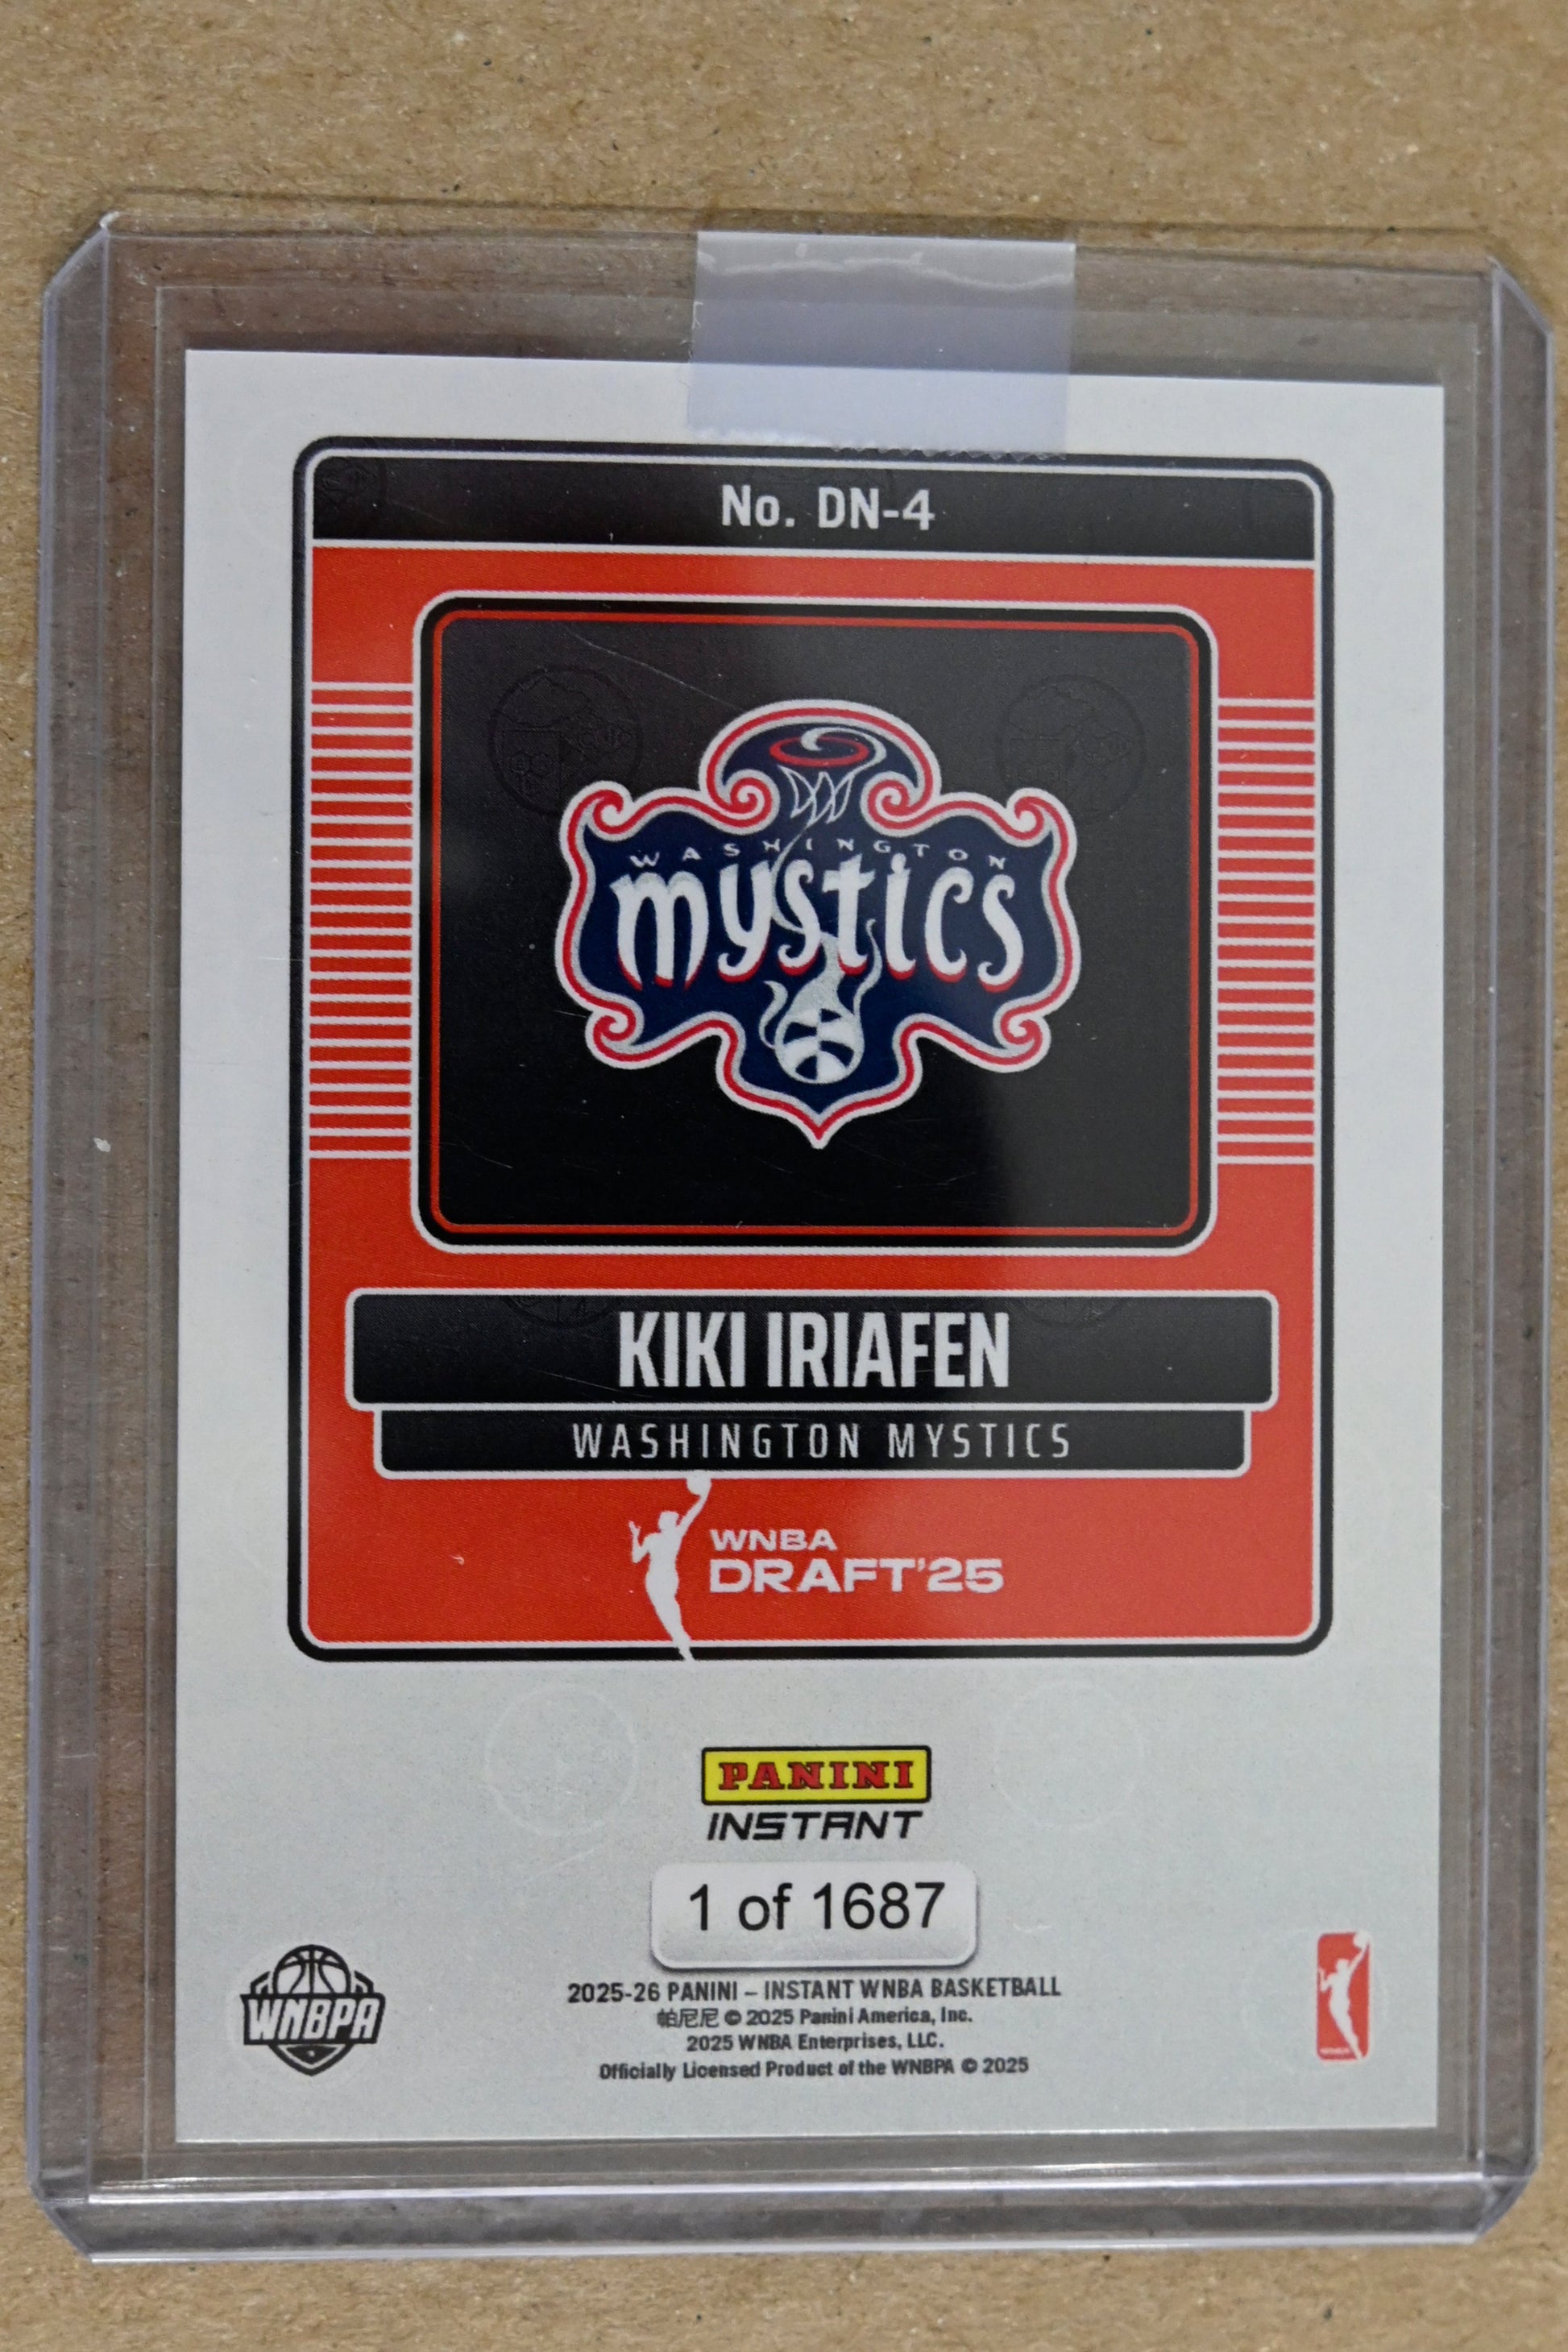 No. DN-4
WASHINGTON
mystics
KIKI IRIAFEN
WASHINGTON MYSTICS
WNBA
DRAFT'25
PANINI
INSTANT
1 of 1687
2025-26 PANINI – INSTANT WNBA BASKETBALL
帕尼尼 © 2025 Panini America, Inc.
2025 WNBA Enterprises, LLC.
Officially Licensed Product of the WNBPA © 2025
WNBPA